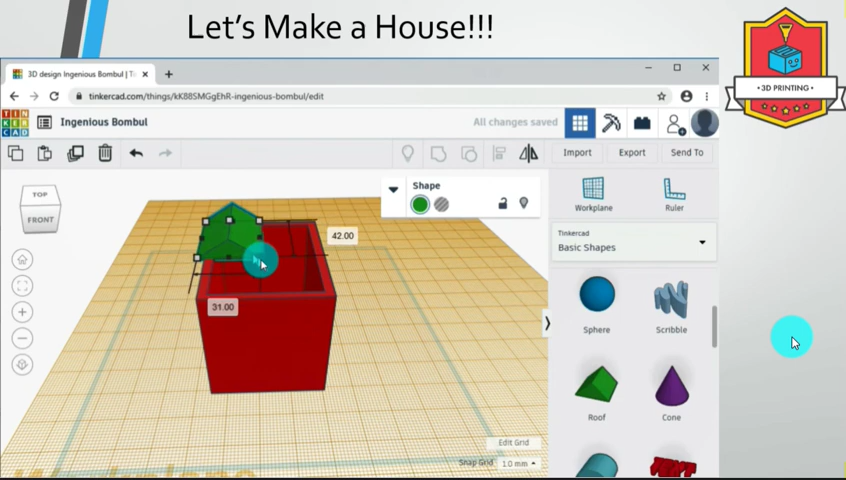 Let's Make a House!!!
3D PRINTING
3D design Ingenious Bombul | Ti
tinkercad.com/things/kK88SMGgEhR-ingenious-bombul/edit
TIN
KER
CAD
Ingenious Bombul
All changes saved
Import
Export
Send To
TOP
FRONT
Shape
Workplane
Ruler
Tinkercad
Basic Shapes
42.00
31.00
Sphere
Scribble
Roof
Cone
TEXT
Edit Grid
Snap Grid 1.0 mm
Workplane